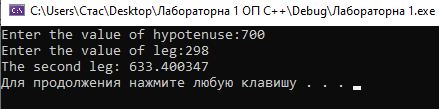 C:\Users\Стас\Desktop\Лабораторна 1 ОП С++\Debug\Лабораторна 1.exe
Enter the value of hypotenuse:700
Enter the value of leg:298
The second leg: 633.400347
Для продолжения нажмите любую клавишу . . .